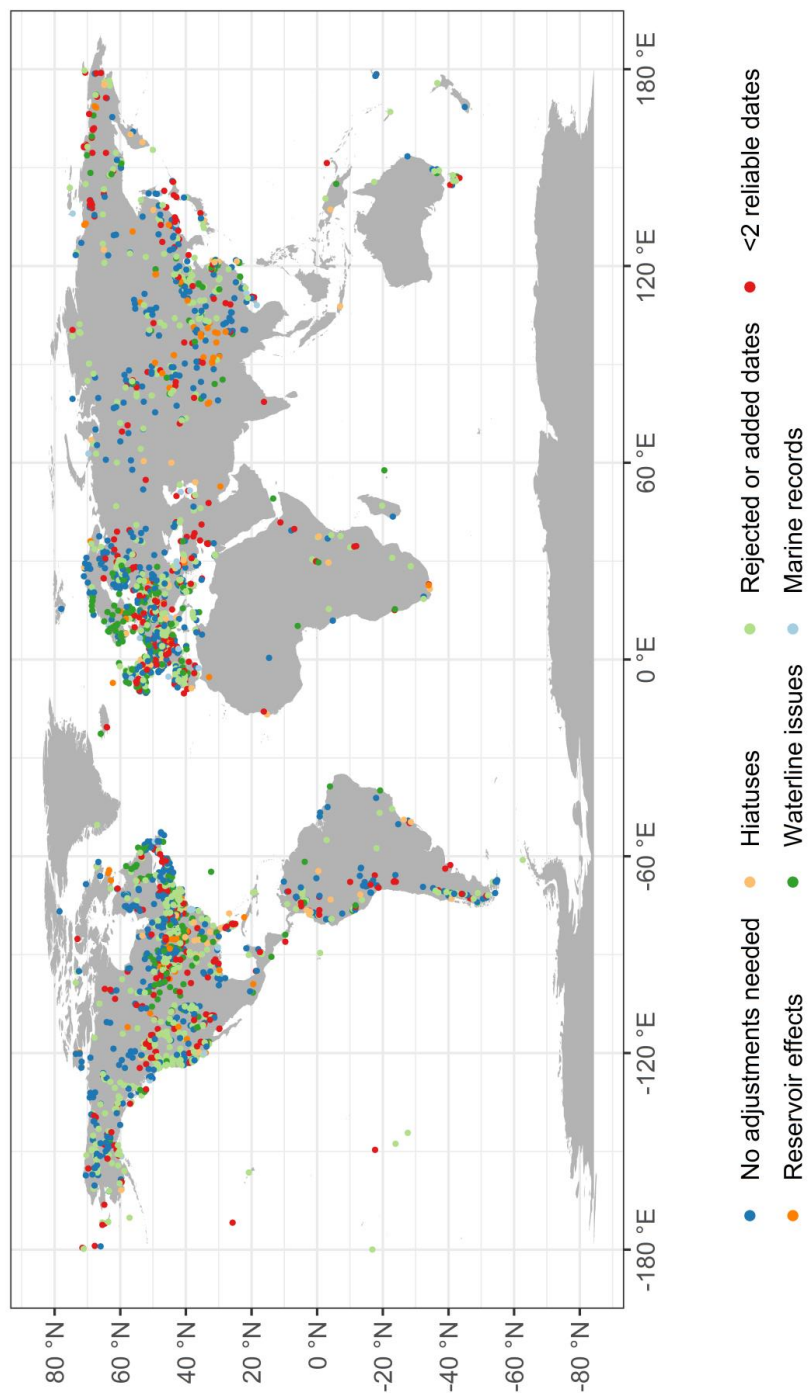 80 °N
60 °N
40 °N
20 °N
0 °N
-20 °N
-40 °N
-60 °N
-80 °N
-180 °E
-120 °E
-60 °E
0 °E
60 °E
120 °E
180 °E
No adjustments needed
Hiatuses
Rejected or added dates
<2 reliable dates
Reservoir effects
Waterline issues
Marine records